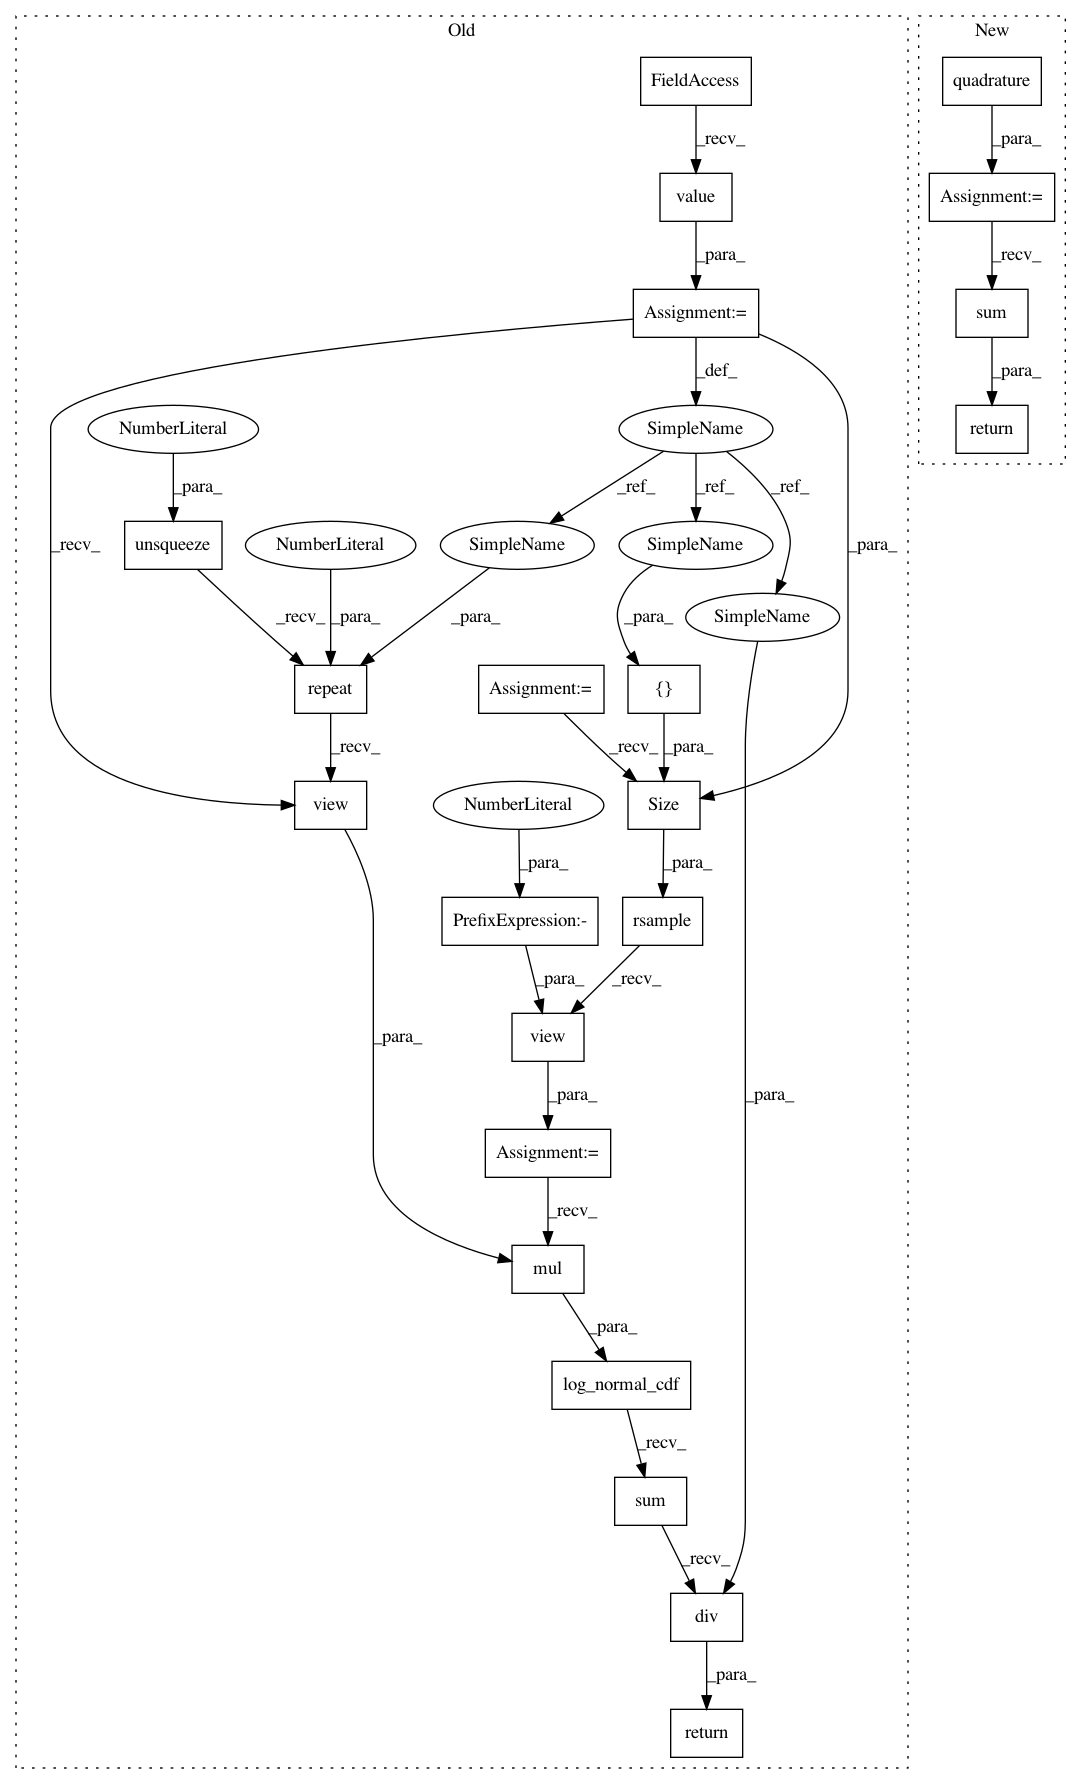 Old
New
FieldAccess
quadrature
_recv_
_para_
value
Assignment:=
_para_
_recv_
Assignment:=
sum
_def_
_para_
NumberLiteral
SimpleName
return
_para_
_ref_
_ref_
_ref_
_recv_
unsqueeze
NumberLiteral
SimpleName
SimpleName
_para_
SimpleName
_recv_
_para_
_para_
_para_
repeat
Assignment:=
{}
_recv_
_recv_
_para_
view
NumberLiteral
Size
_para_
_para_
PrefixExpression:-
rsample
_para_
_recv_
_para_
view
_para_
_para_
Assignment:=
_recv_
mul
_para_
log_normal_cdf
_recv_
sum
_recv_
div
_para_
return